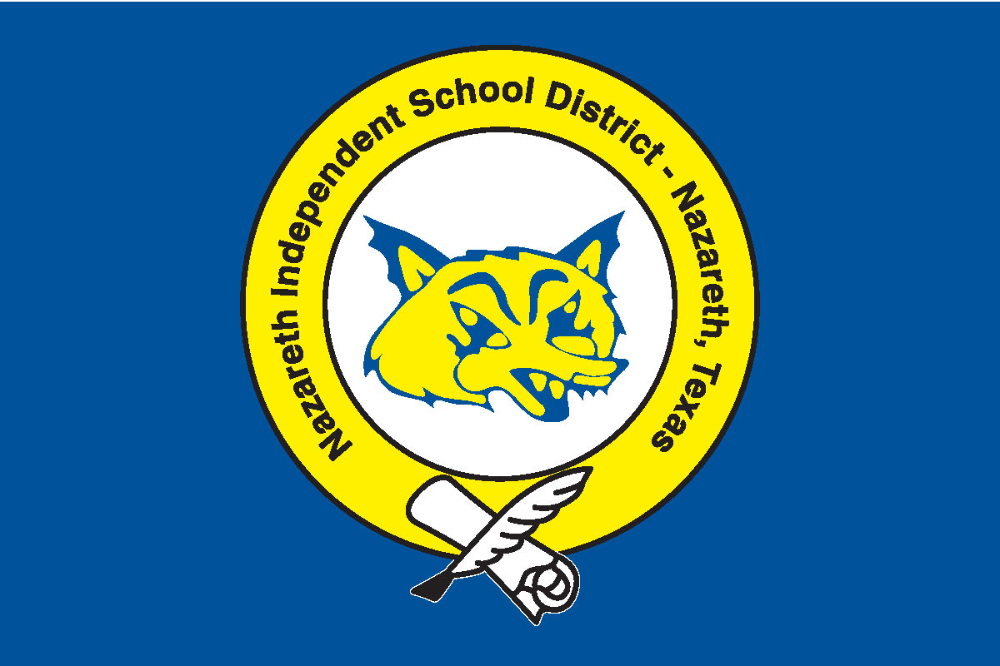 Nazareth Independent School District - Nazareth, Texas